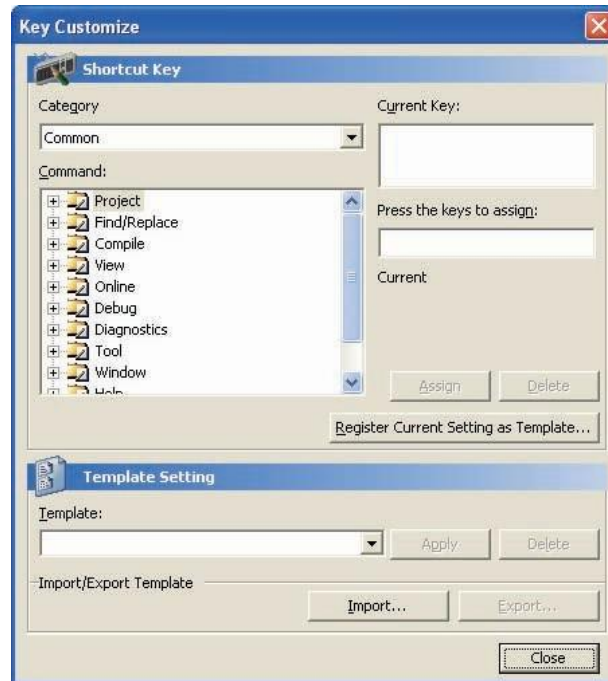 Key Customize
Shortcut Key
Category
Common
Command:
Project
Find/Replace
Compile
View
Online
Debug
Diagnostics
Tool
Window
Help
Current Key:
Press the keys to assign:
Current
Assign
Delete
Register Current Setting as Template...
Template Setting
Template:
Apply
Delete
Import/Export Template
Import...
Export...
Close